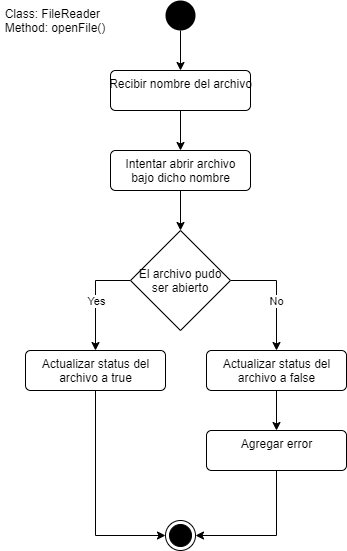 Class: FileReader
Method: openFile()
Recibir nombre del archivo
Intentar abrir archivo
bajo dicho nombre
El archivo pudo
ser abierto
Yes
No
Actualizar status del
archivo a true
Actualizar status del
archivo a false
Agregar error